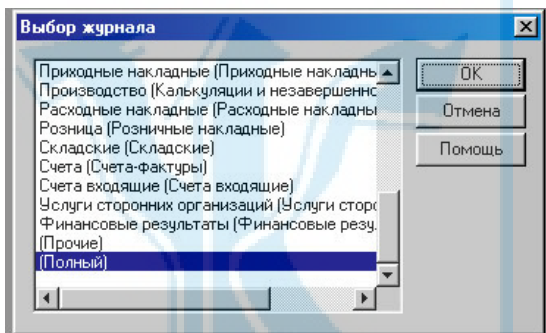 Выбор журнала
Приходные накладные (Приходные накладнь
Производство (Калькуляции и незавершенно
Расходные накладные (Расходные накладны
Розница (Розничные накладные)
Складские (Складские)
Счета (Счета-фактуры)
Счета входящие (Счета входящие)
Услуги сторонних организаций (Услуги сторо
Финансовые результаты (Финансовые резу.
(Прочие)
(Полный)
OK
Отмена
Помощь